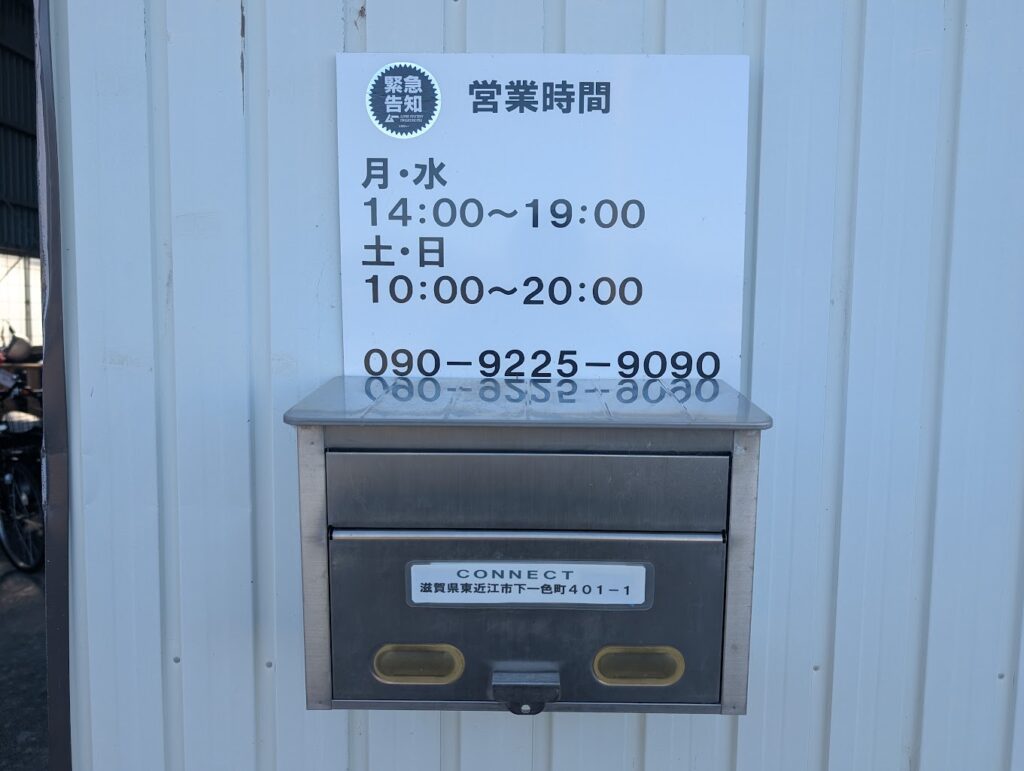 緊急
告知
ムー
営業時間
月・水
14:00～19:00
土・日
10:00～20:00
090－9225－9090
CONNECT
滋賀県東近江市下一色町401－1